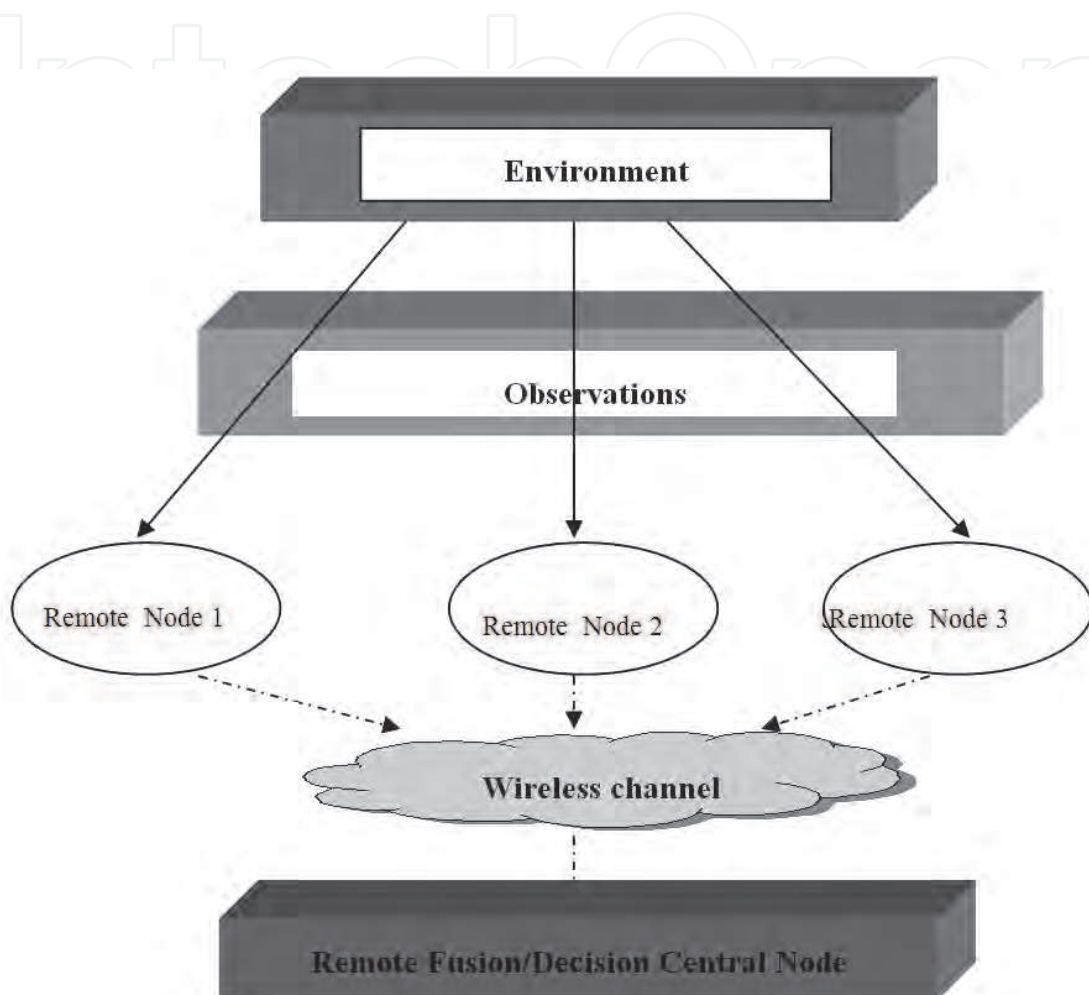 Environment
Observations
Remote Node 1
Remote Node 2
Remote Node 3
Wireless channel
Remote Fusion/Decision Central Node